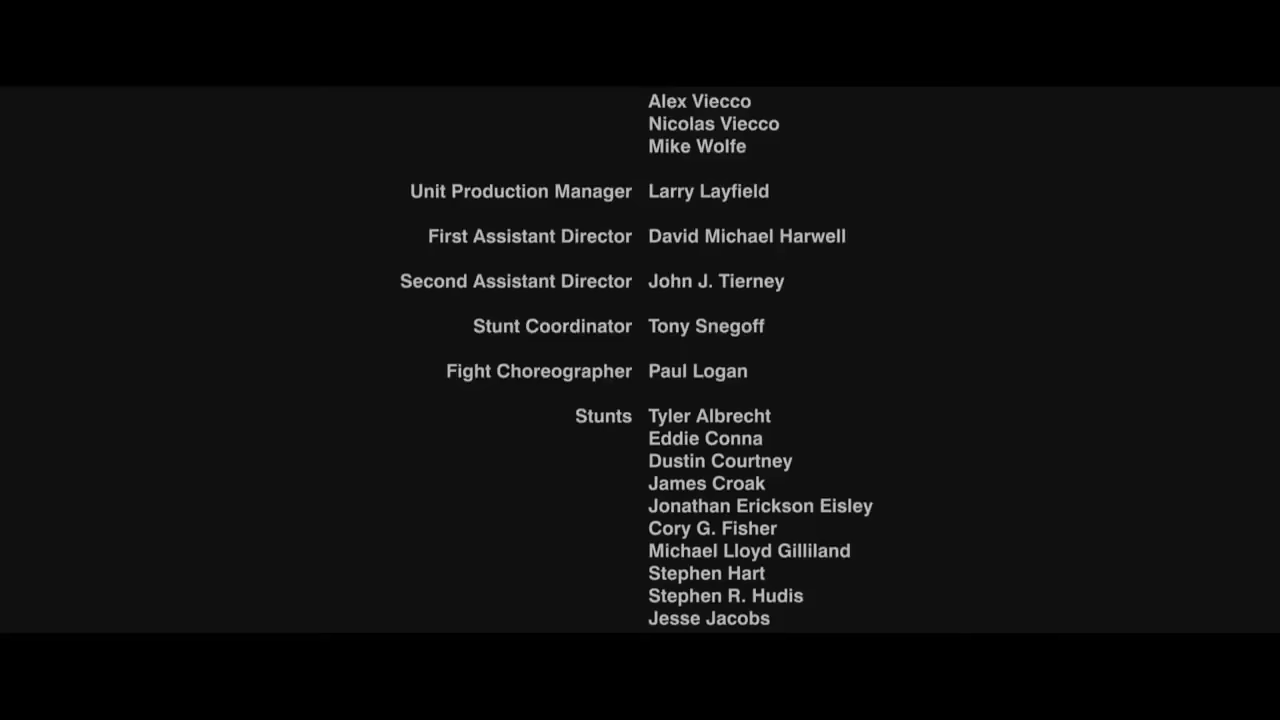 Alex Viecco
Nicolas Viecco
Mike Wolfe
Unit Production Manager Larry Layfield
First Assistant Director David Michael Harwell
Second Assistant Director John J. Tierney
Stunt Coordinator Tony Snegoff
Fight Choreographer Paul Logan
Stunts Tyler Albrecht
Eddie Conna
Dustin Courtney
James Croak
Jonathan Erickson Eisley
Cory G. Fisher
Michael Lloyd Gilliland
Stephen Hart
Stephen R. Hudis
Jesse Jacobs